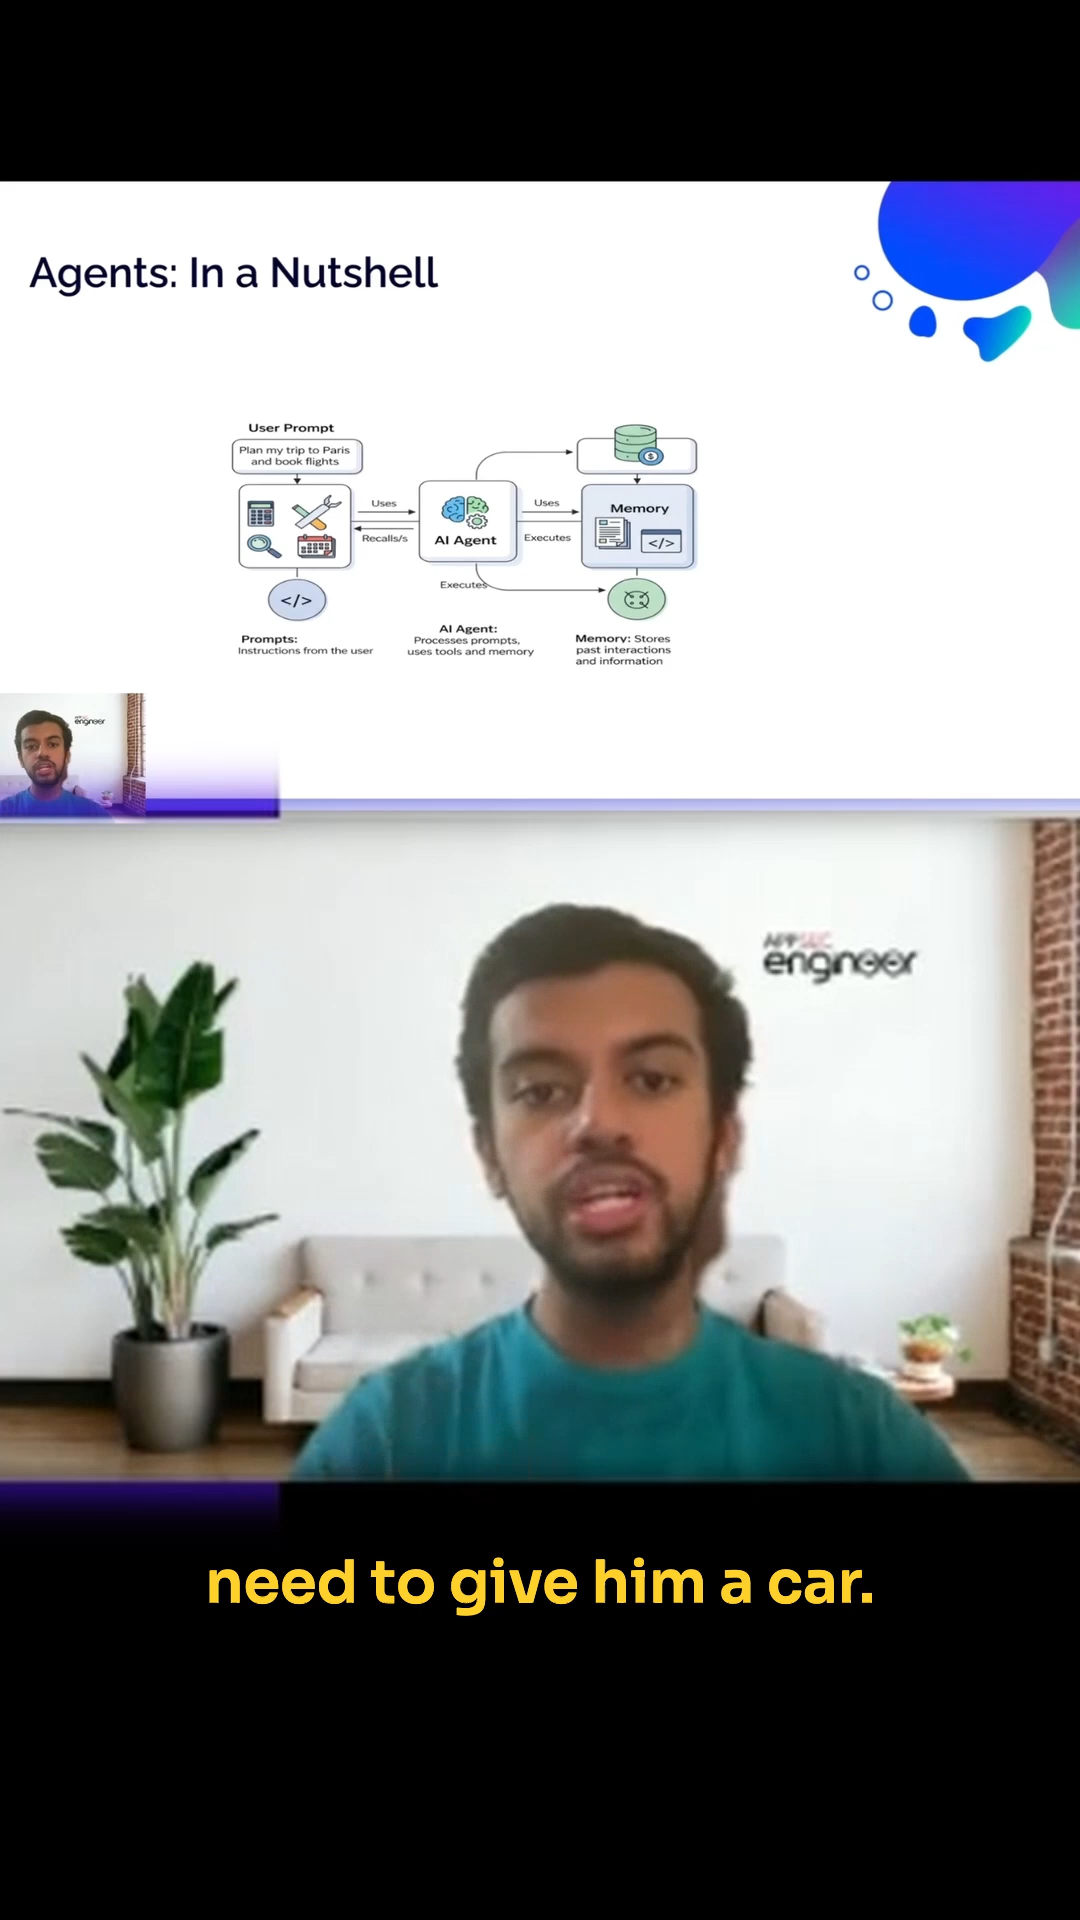 Agents: In a Nutshell
User Prompt
Plan my trip to Paris
and book flights
Uses
Recalls/s
AI Agent
Uses
Executes
Executes
Memory
</>
</>
Prompts:
Instructions from the user
AI Agent:
Processes prompts,
uses tools and memory
Memory: Stores
past interactions
and information
engineer
APPSEC
engineer
need to give him a car.